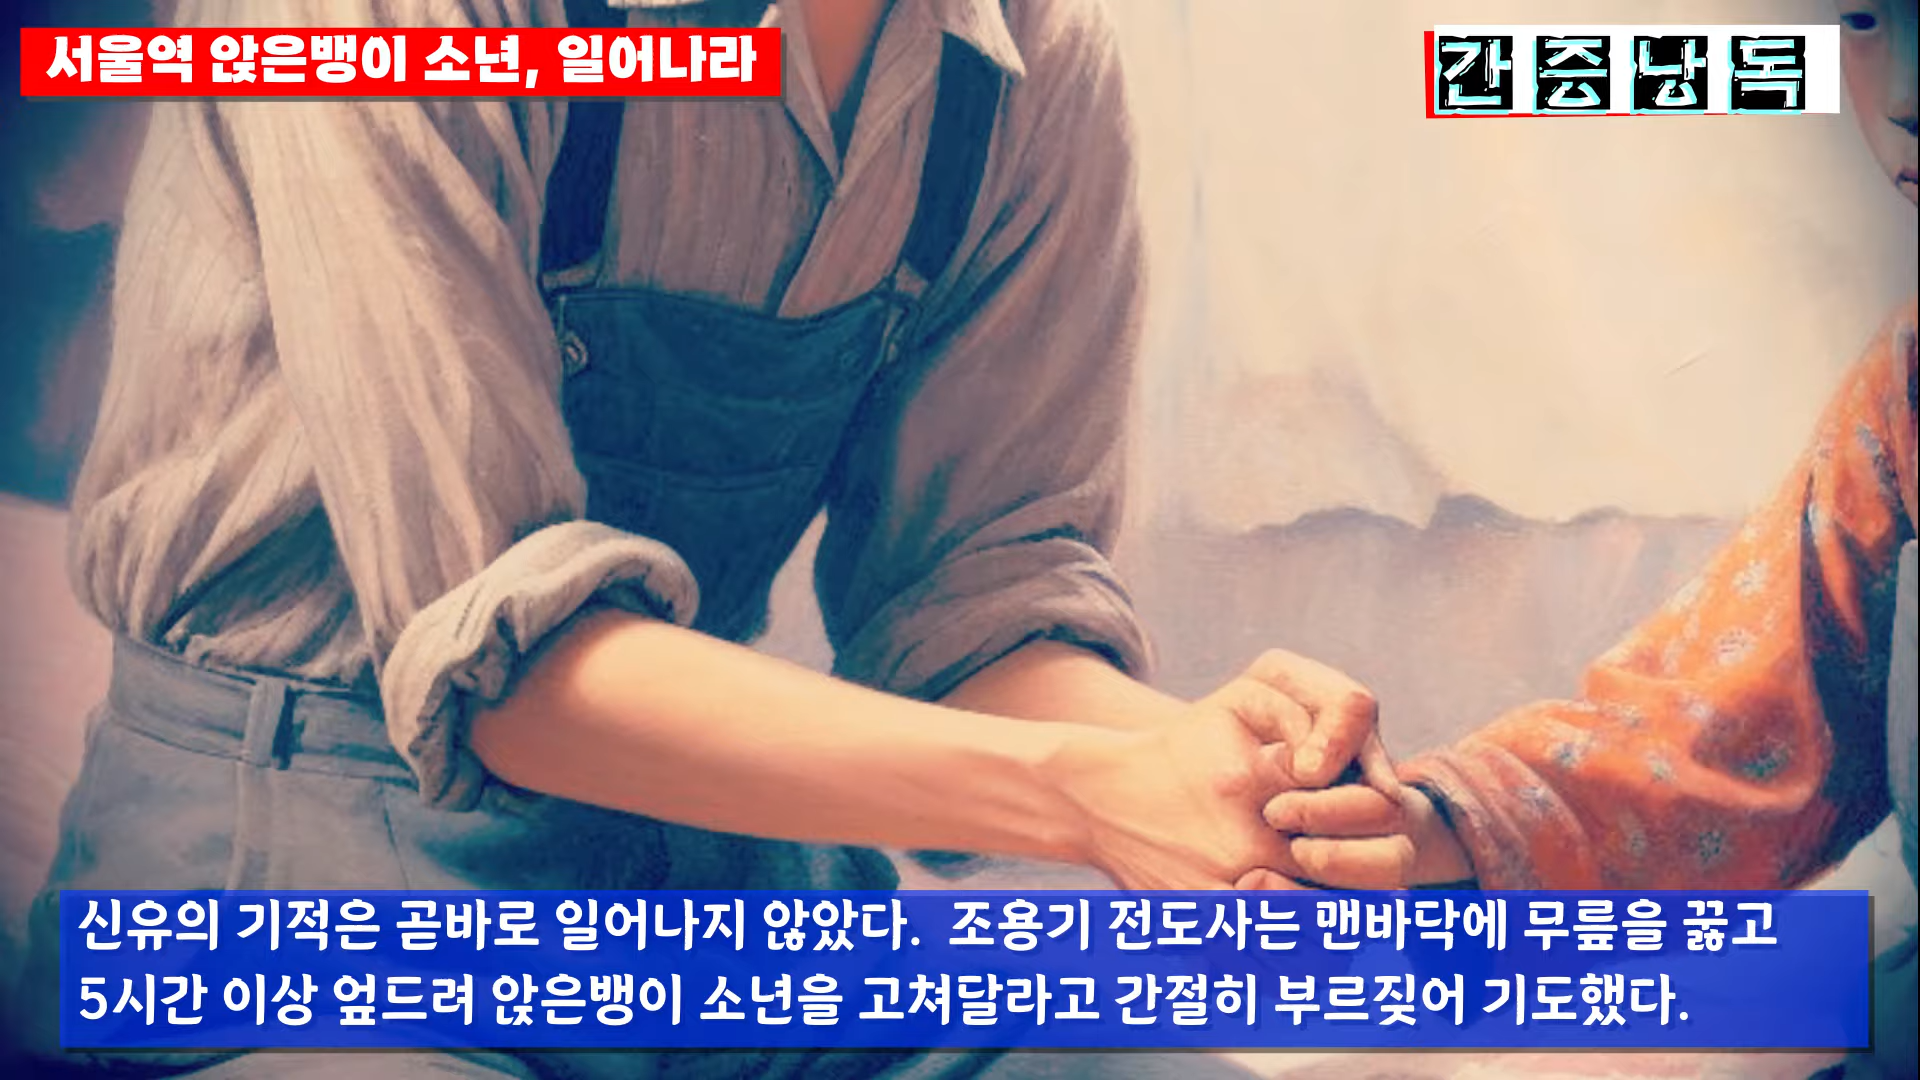 서울역 앉은뱅이 소년, 일어나라
간증낭독
신유의 기적은 곧바로 일어나지 않았다. 조용기 전도사는 맨바닥에 무릎을 꿇고
5시간 이상 엎드려 앉은뱅이 소년을 고쳐달라고 간절히 부르짖어 기도했다.